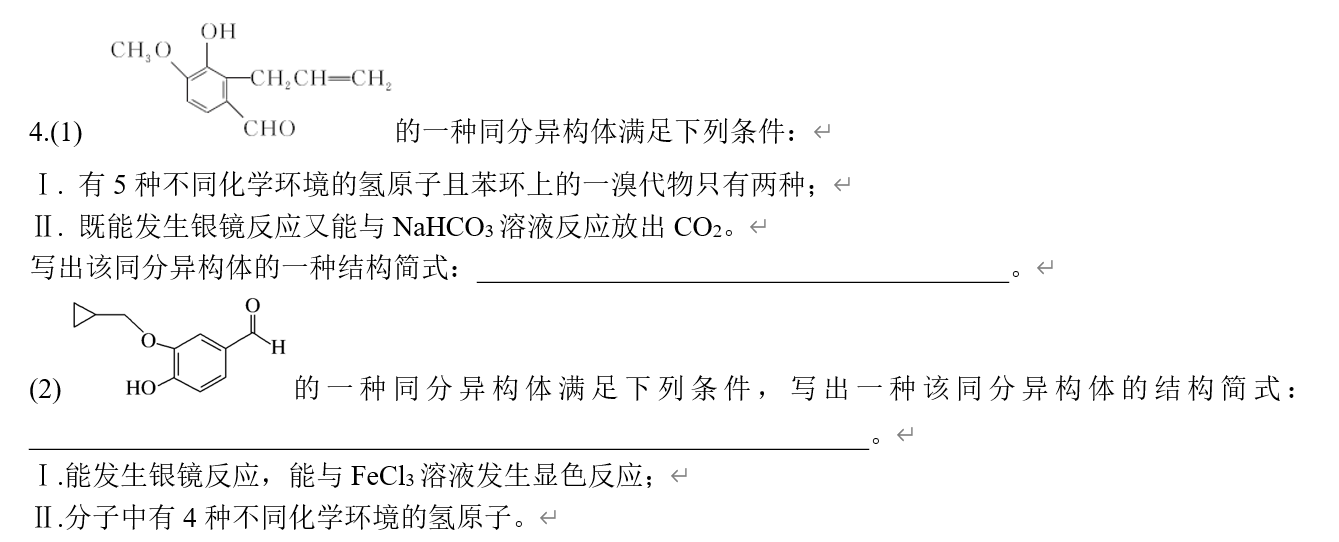 OH
CH₃O
CH₂CH=CH₂
CHO
4.(1) 的一种同分异构体满足下列条件：↵
Ⅰ. 有 5 种不同化学环境的氢原子且苯环上的一溴代物只有两种；↵
Ⅱ. 既能发生银镜反应又能与 NaHCO₃ 溶液反应放出 CO₂。↵
写出该同分异构体的一种结构简式：。↵
O
H
O
HO
(2) 的一种同分异构体满足下列条件，写出一种该同分异构体的结构简式：
。↵
Ⅰ.能发生银镜反应，能与 FeCl₃ 溶液发生显色反应；↵
Ⅱ.分子中有 4 种不同化学环境的氢原子。↵